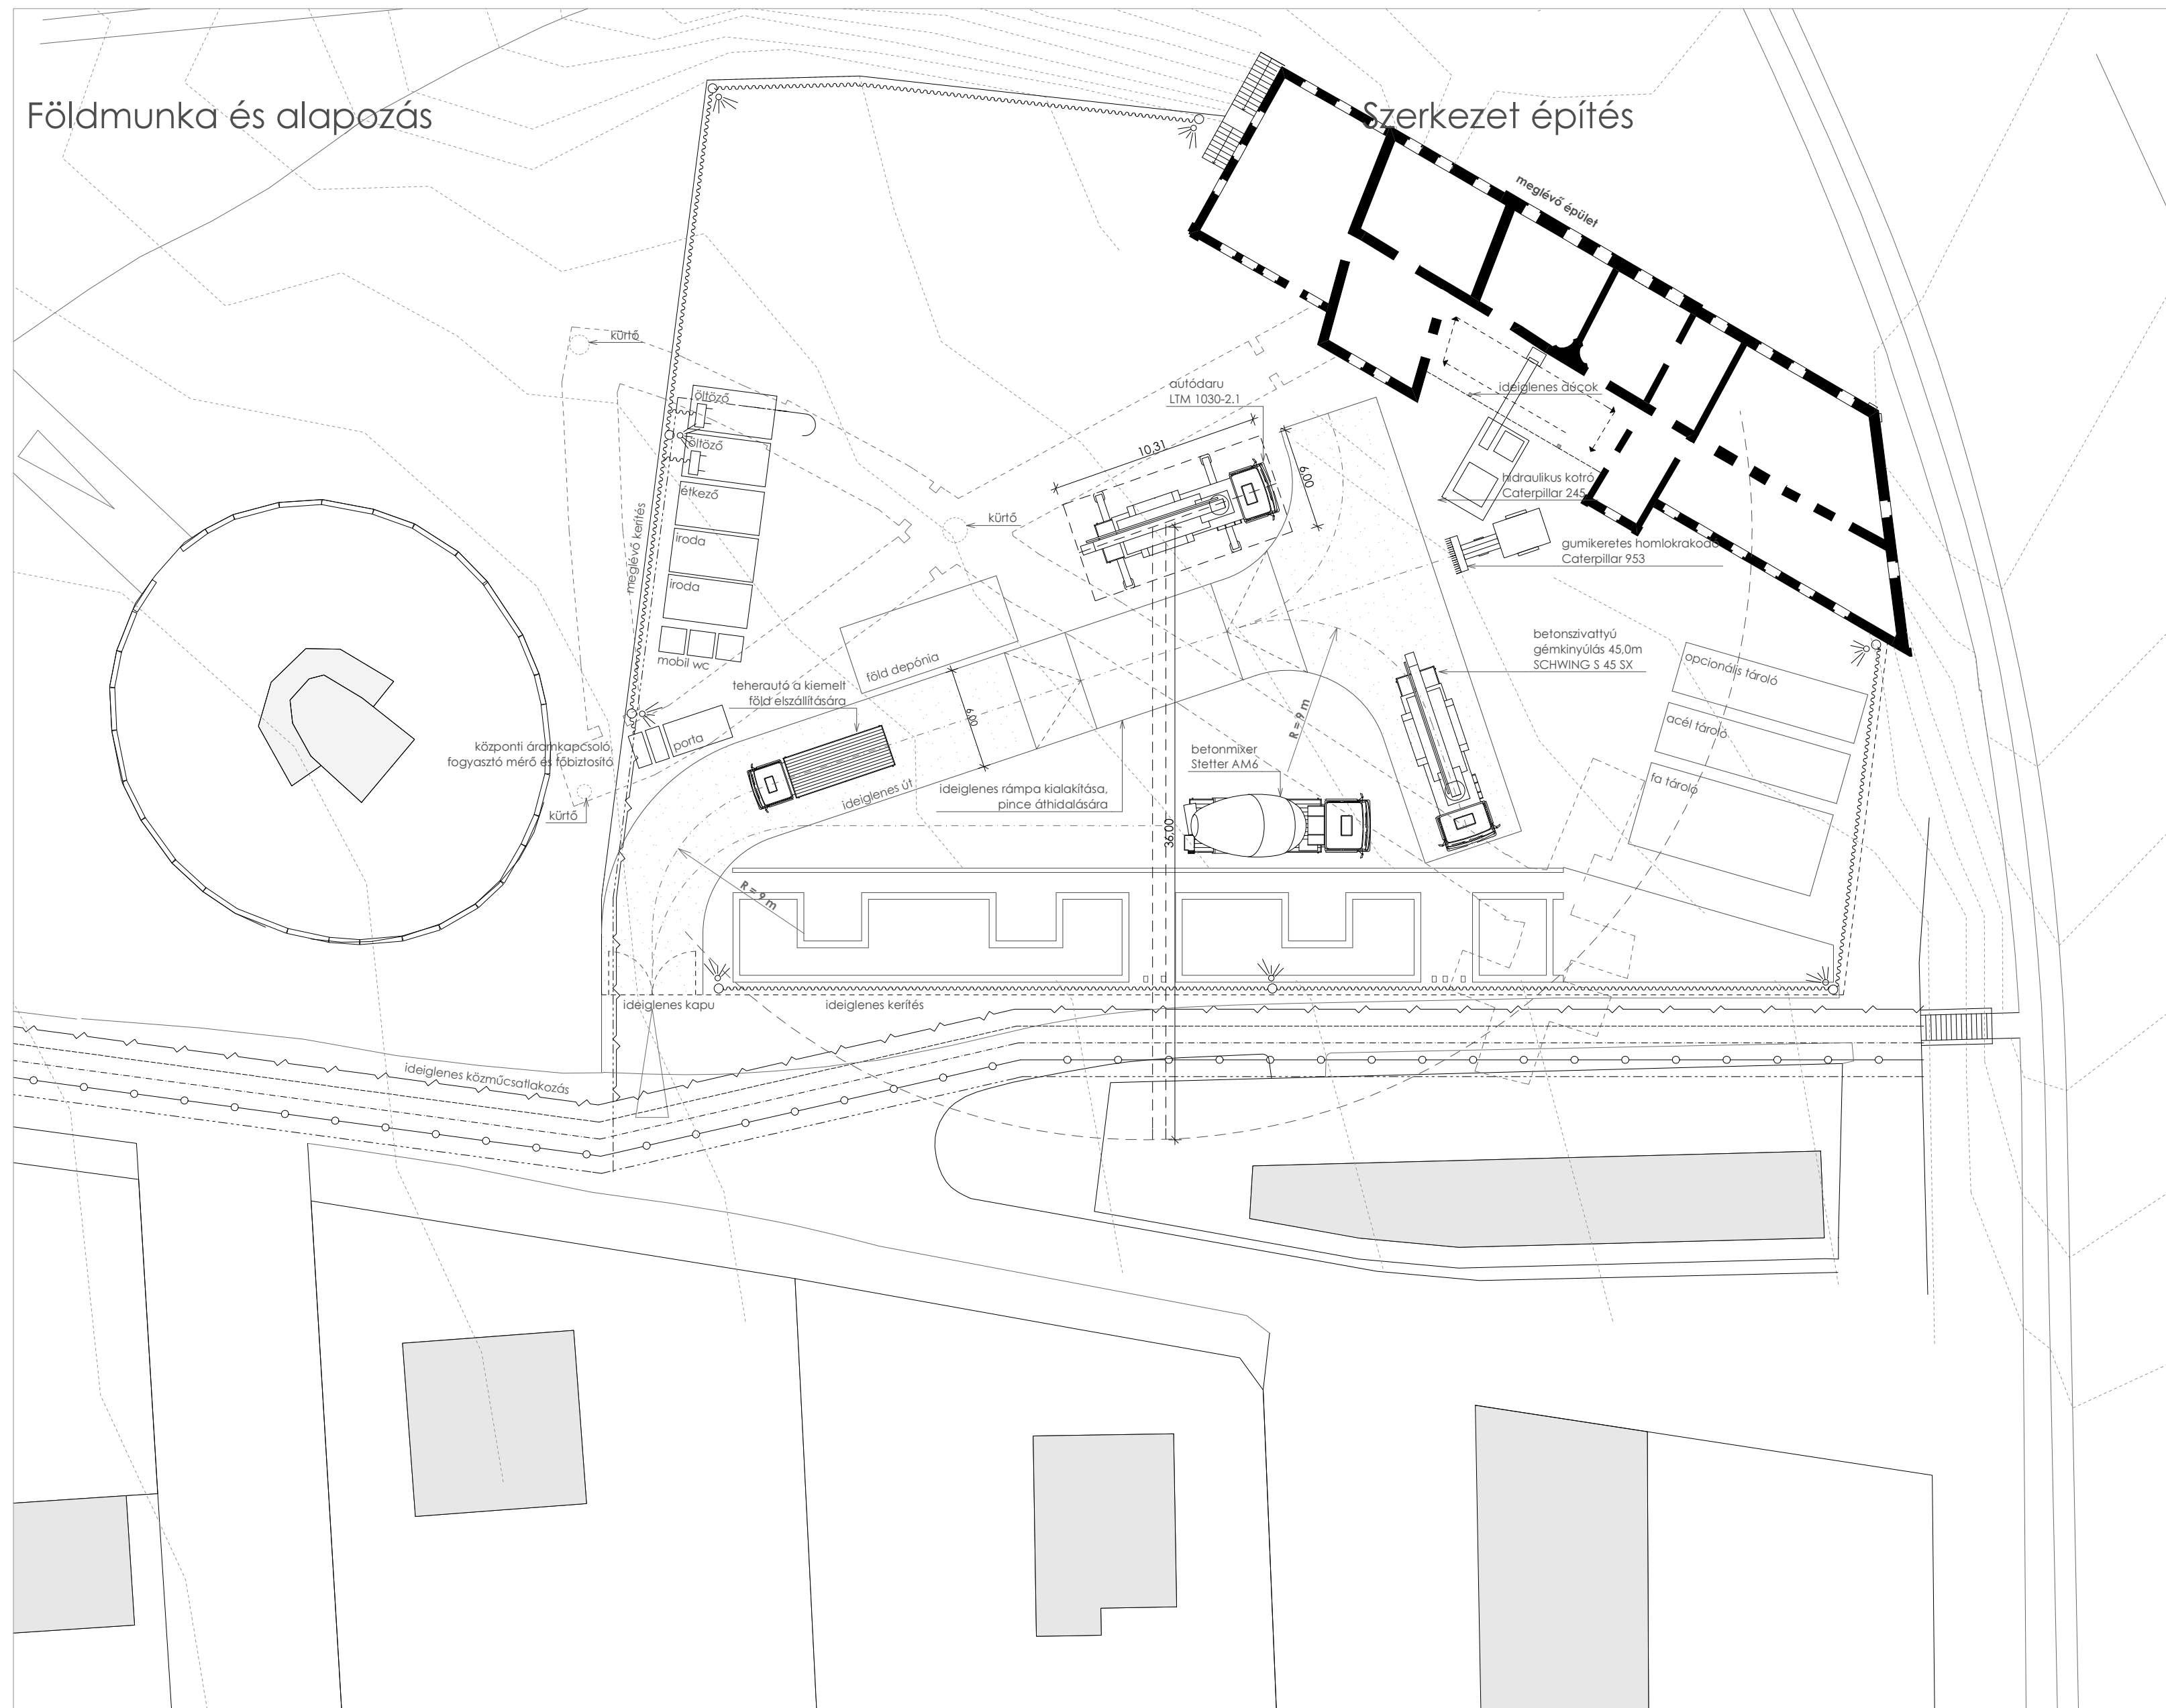 Földmunka és alapozás
Szerkezet építés
meglévő épület
kürtő
öltöző
öltöző
étkező
iroda
iroda
mobil wc
meglévő kerítés
autódaru
LTM 1030-2.1
10,31
6,00
ideiglenes dúcok
hidraulikus kotró
Caterpillar 245
kürtő
gumikeretes homlokrakodó
Caterpillar 953
föld depónia
betonszivattyú
gémkinyúlás 45,0m
SCHWING S 45 SX
opcionális tároló
acél tároló
fa tároló
teherautó a kiemelt
föld elszállítására
6,00
R = 9 m
porta
központi áramkapcsoló,
fogyasztó mérő és főbiztosító
betonmixer
Stetter AM6
ideiglenes út
ideiglenes rámpa kialakítása,
pince áthidalására
kürtő
36,00
R = 9 m
ideiglenes kapu
ideiglenes kerítés
ideiglenes közműcsatlakozás